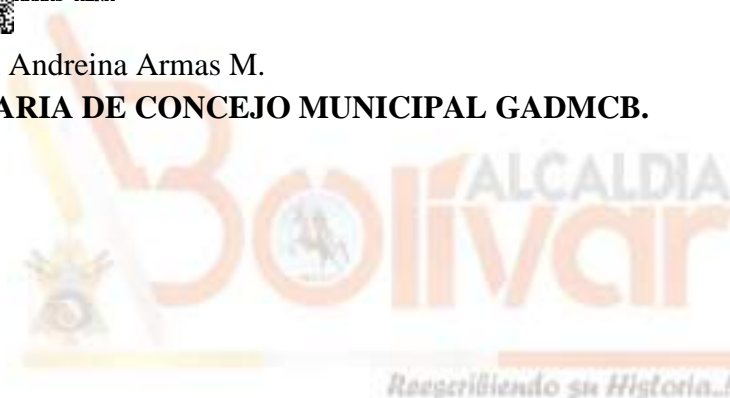 Andreina Armas M.
ARIA DE CONCEJO MUNICIPAL GADMCB.
ALCALDIA
Bolívar
Reescribiendo su Historia..!